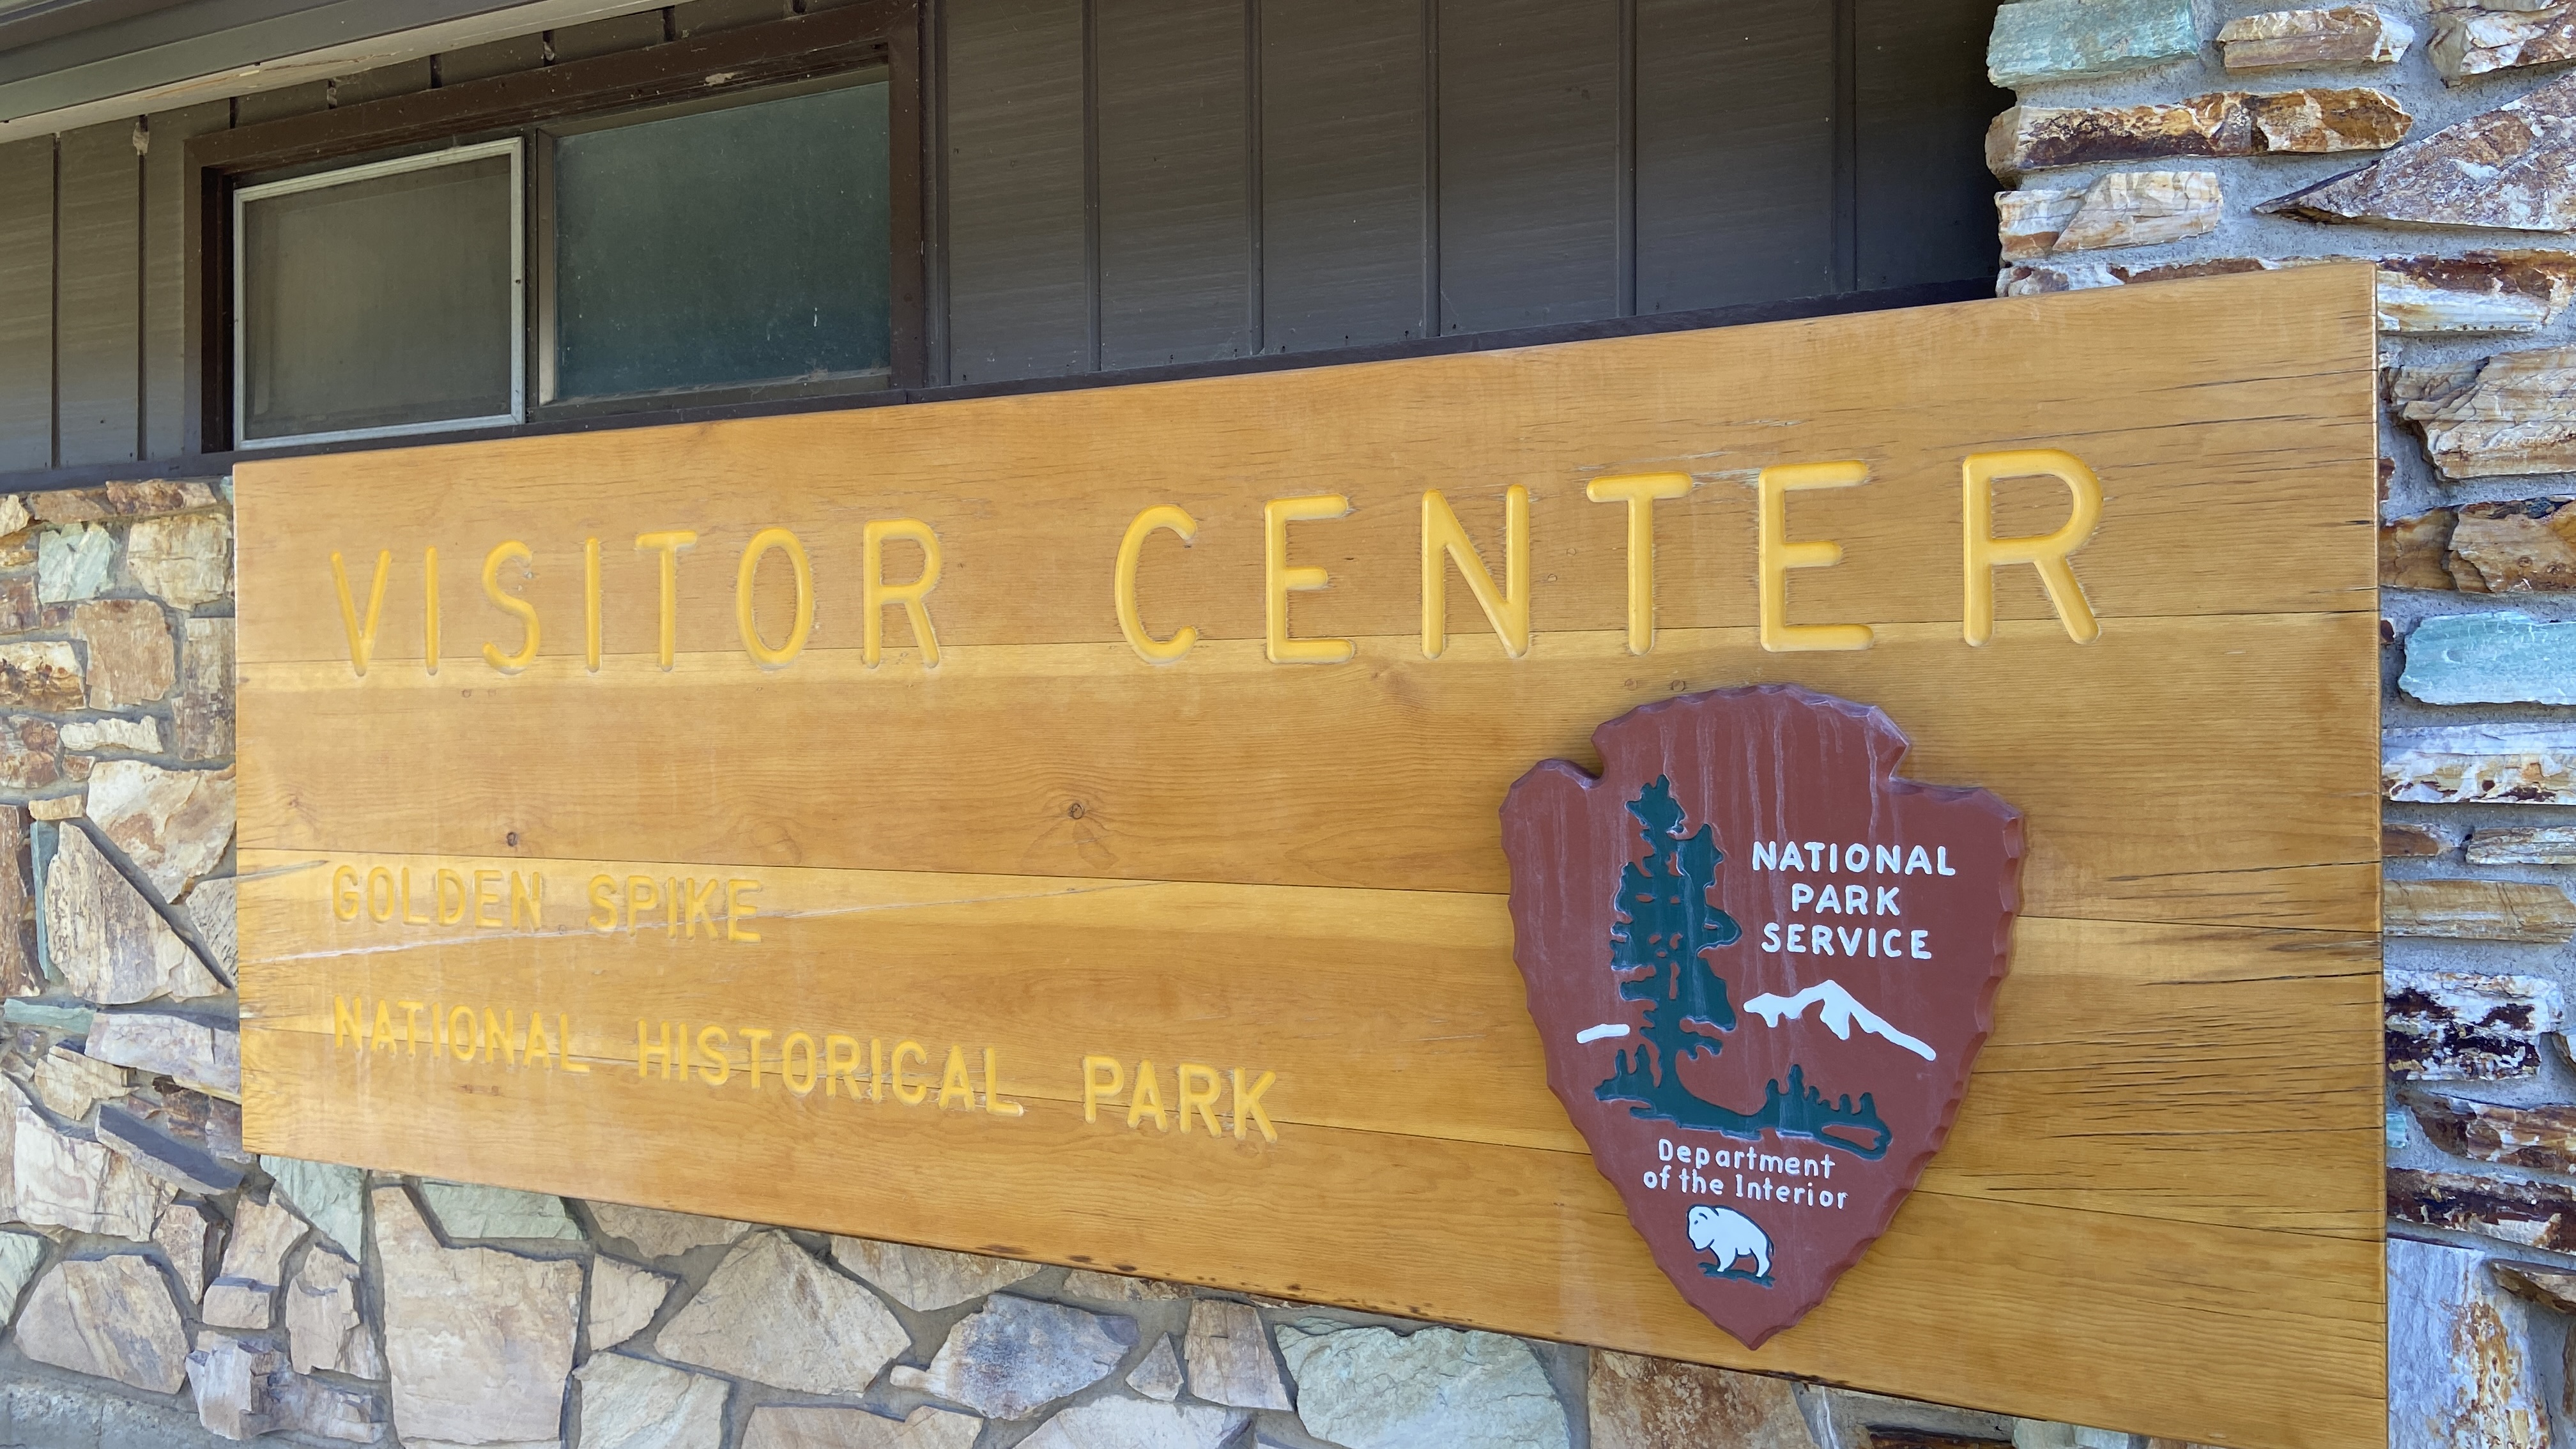 VISITOR CENTER
GOLDEN SPIKE
NATIONAL HISTORICAL PARK
NATIONAL
PARK
SERVICE
Department
of the Interior